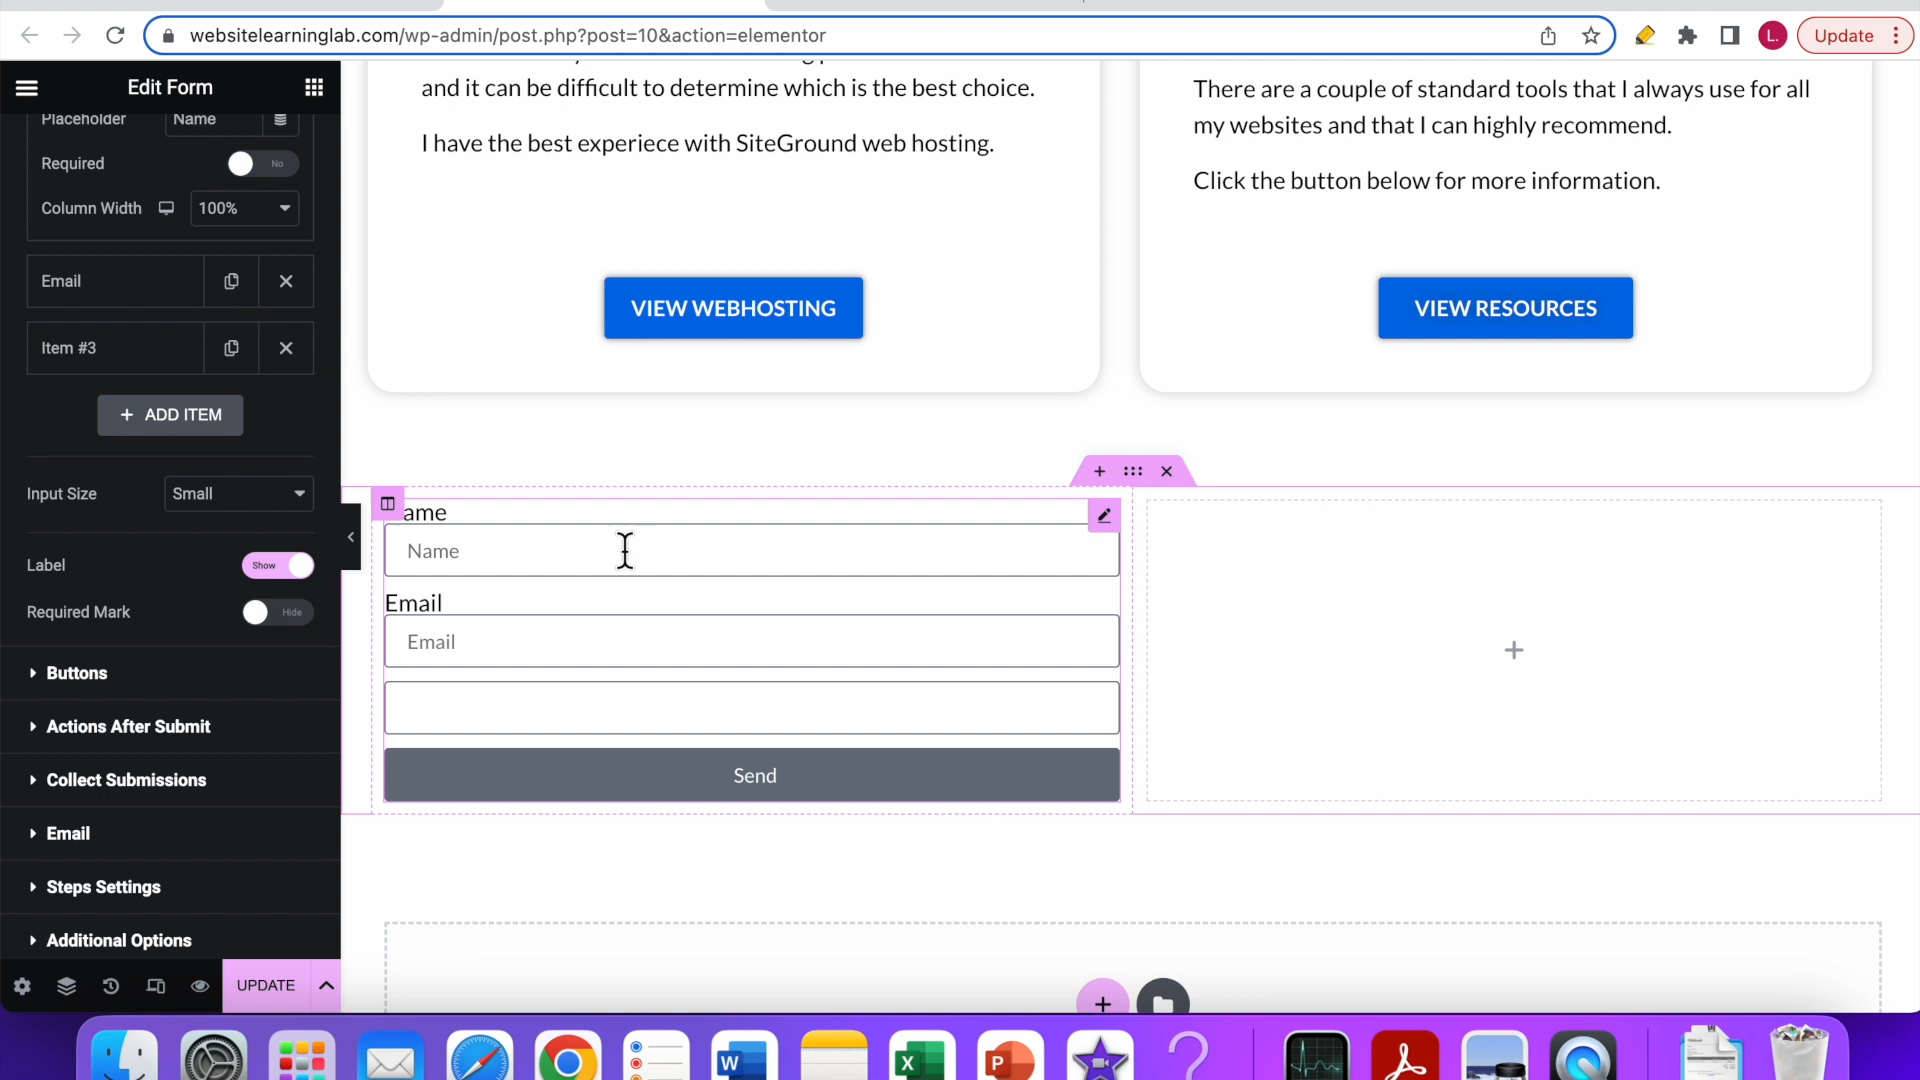 websitelearninglab.com/wp-admin/post.php?post=10&action=elementor
L.
Update
Edit Form
Placeholder
Name
Required
No
Column Width
100%
Email
Item #3
+ ADD ITEM
Input Size
Small
Label
Show
Required Mark
Hide
Buttons
Actions After Submit
Collect Submissions
Email
Steps Settings
Additional Options
UPDATE
and it can be difficult to determine which is the best choice.
I have the best experiece with SiteGround web hosting.
VIEW WEBHOSTING
There are a couple of standard tools that I always use for all
my websites and that I can highly recommend.
Click the button below for more information.
VIEW RESOURCES
ame
Name
Email
Email
Send
W
X
P
?